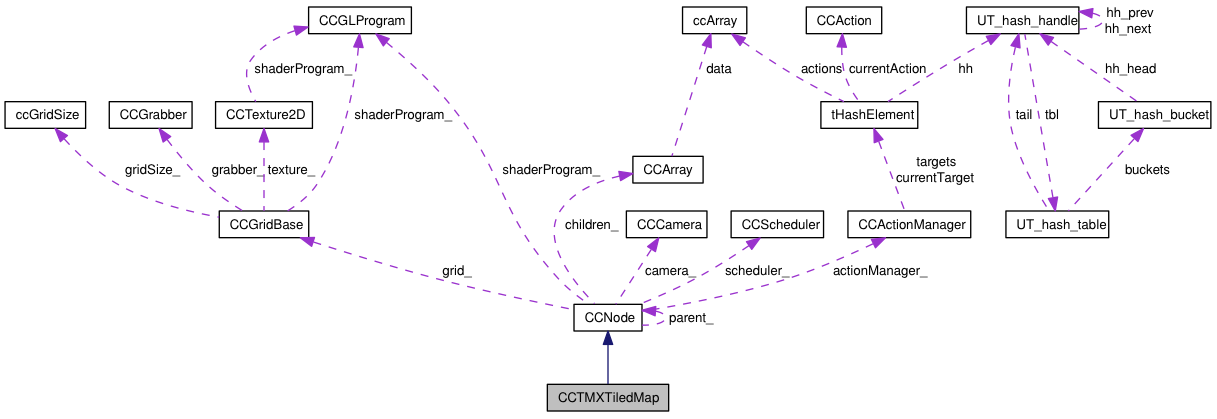 CCGLProgram
ccArray
CCAction
UT_hash_handle
hh_prev
hh_next
shaderProgram_
data
actions
currentAction
hh
hh_head
ccGridSize
CCGrabber
CCTexture2D
shaderProgram_
tHashElement
tail
tbl
UT_hash_bucket
gridSize_
grabber_
texture_
shaderProgram_
CCArray
targets
currentTarget
buckets
CCGridBase
children_
CCCamera
CCScheduler
CCActionManager
UT_hash_table
grid_
camera_
scheduler_
actionManager_
CCNode
parent_
CCTMXTiledMap